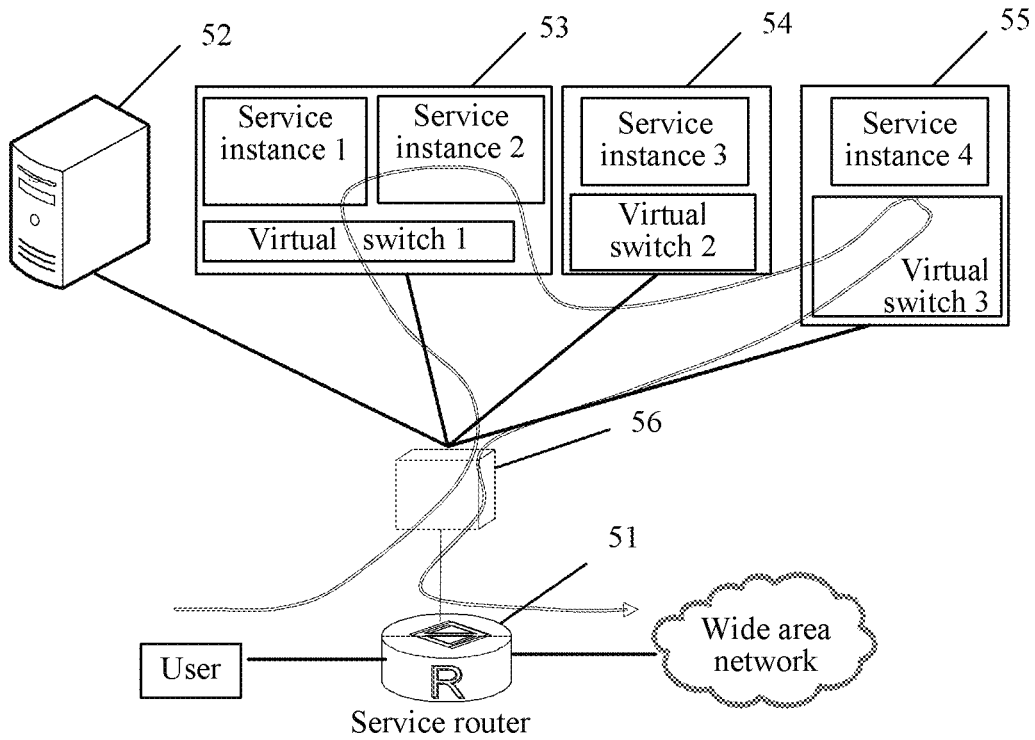 52
53
54
55
Service
instance 1
Service
instance 2
Service
instance 3
Service
instance 4
Virtual switch 1
Virtual
switch 2
Virtual
switch 3
56
51
User
R
Service router
Wide area
network